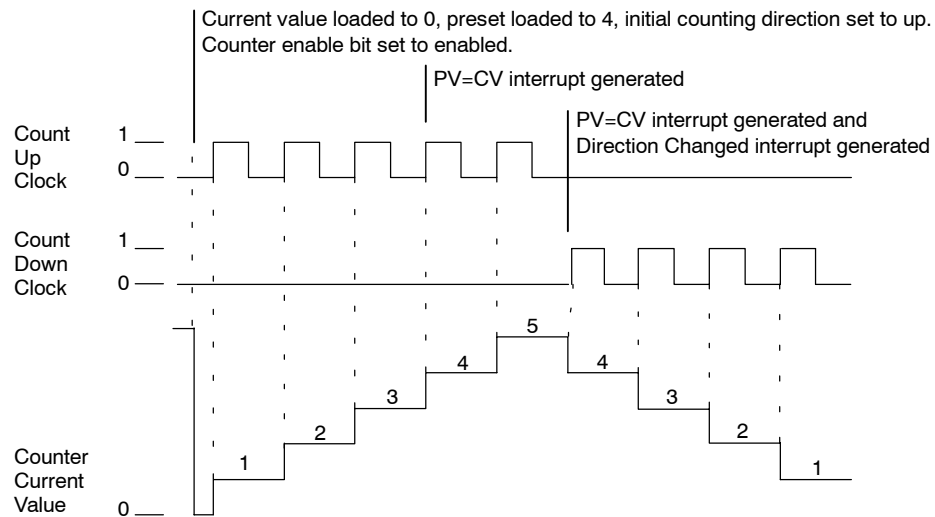 Current value loaded to 0, preset loaded to 4, initial counting direction set to up.
Counter enable bit set to enabled.
PV=CV interrupt generated
PV=CV interrupt generated and
Direction Changed interrupt generated
Count
Up
Clock
1
0
Count
Down
Clock
1
0
5
4
4
3
3
2
2
1
1
Counter
Current
Value
0